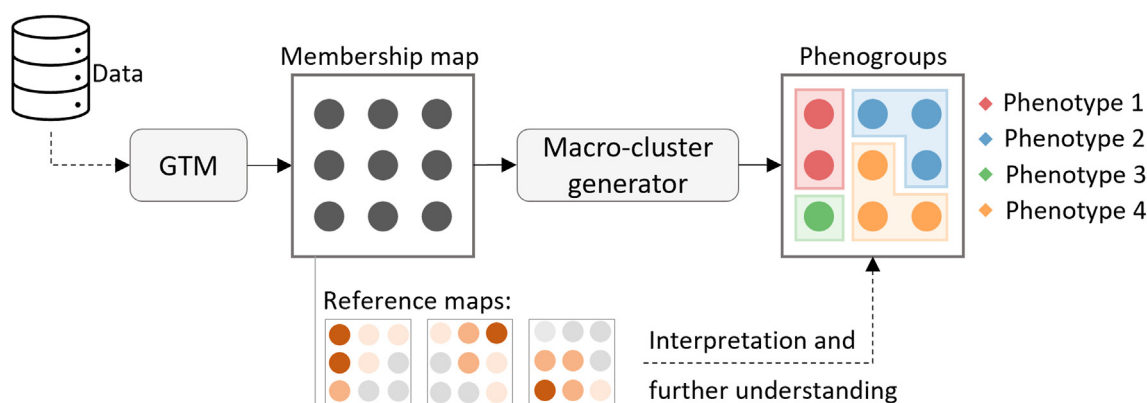 Data
GTM
Membership map
Macro-cluster
generator
Phenogroups
Phenotype 1
Phenotype 2
Phenotype 3
Phenotype 4
Reference maps:
Interpretation and
further understanding